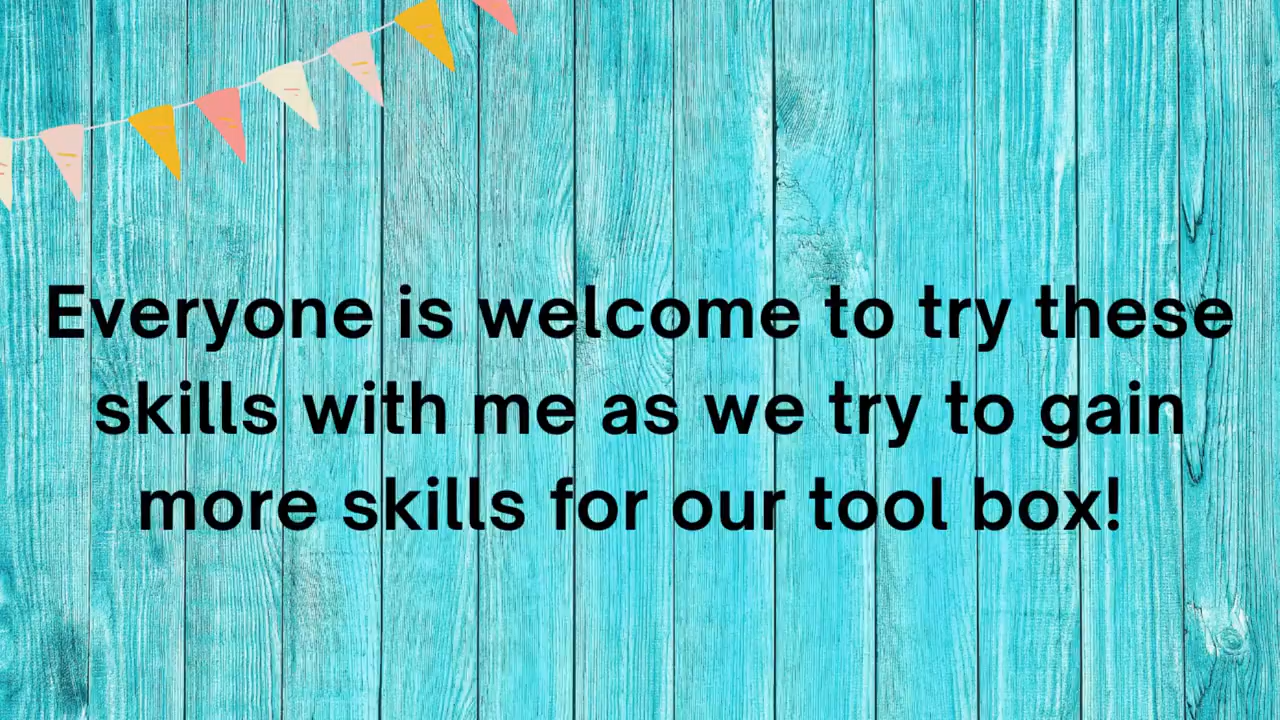 Everyone is welcome to try these
skills with me as we try to gain
more skills for our tool box!